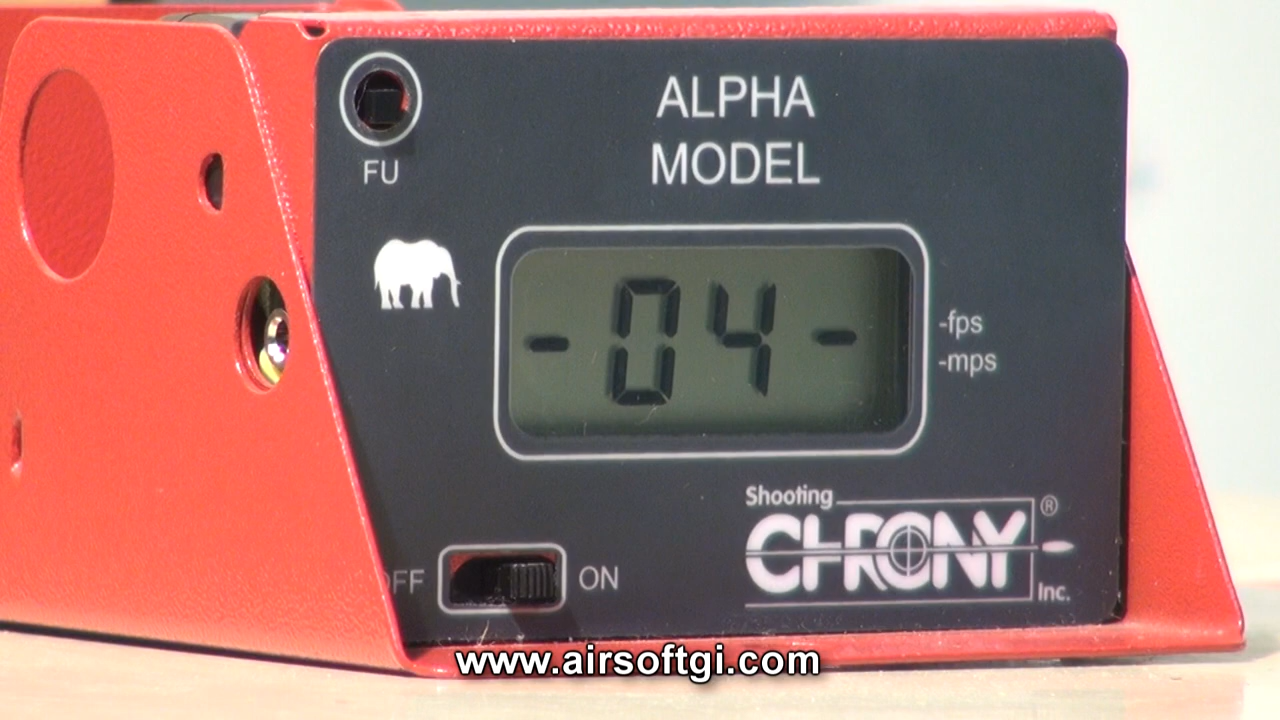 ALPHA
MODEL
FU
-04-
-fps
-mps
Shooting
CHRONY ®
Inc.
OFF ON
www.airsoftgi.com